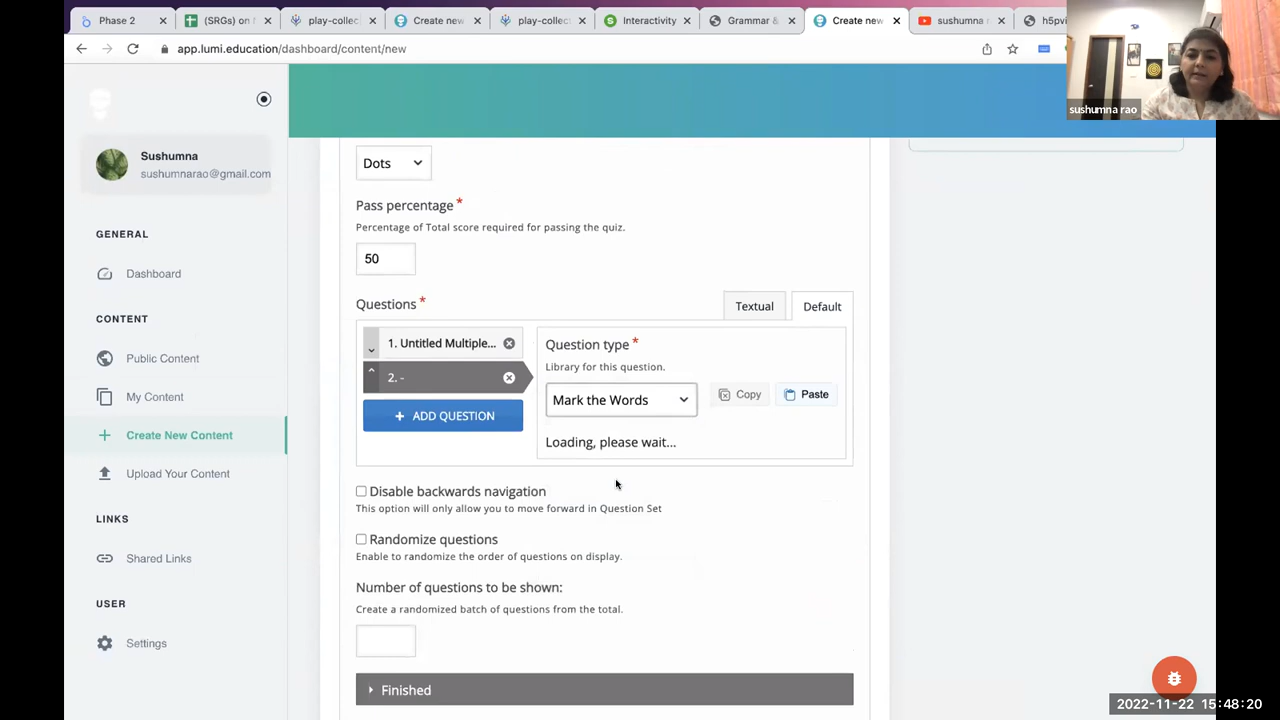 Phase 2
(SRGs) on M
play-collec
Create new
play-collec
Interactivity
Grammar &
Create new
sushumna r
h5pvi
app.lumi.education/dashboard/content/new
sushumna rao
Sushumna
sushumnarao@gmail.com
GENERAL
Dashboard
CONTENT
Public Content
My Content
Create New Content
Upload Your Content
LINKS
Shared Links
USER
Settings
Dots
Pass percentage *
Percentage of Total score required for passing the quiz.
50
Questions *
Textual
Default
1. Untitled Multiple...
2. -
+ ADD QUESTION
Question type *
Library for this question.
Mark the Words
Copy
Paste
Loading, please wait...
Disable backwards navigation
This option will only allow you to move forward in Question Set
Randomize questions
Enable to randomize the order of questions on display.
Number of questions to be shown:
Create a randomized batch of questions from the total.
Finished
2022-11-22 15:48:20